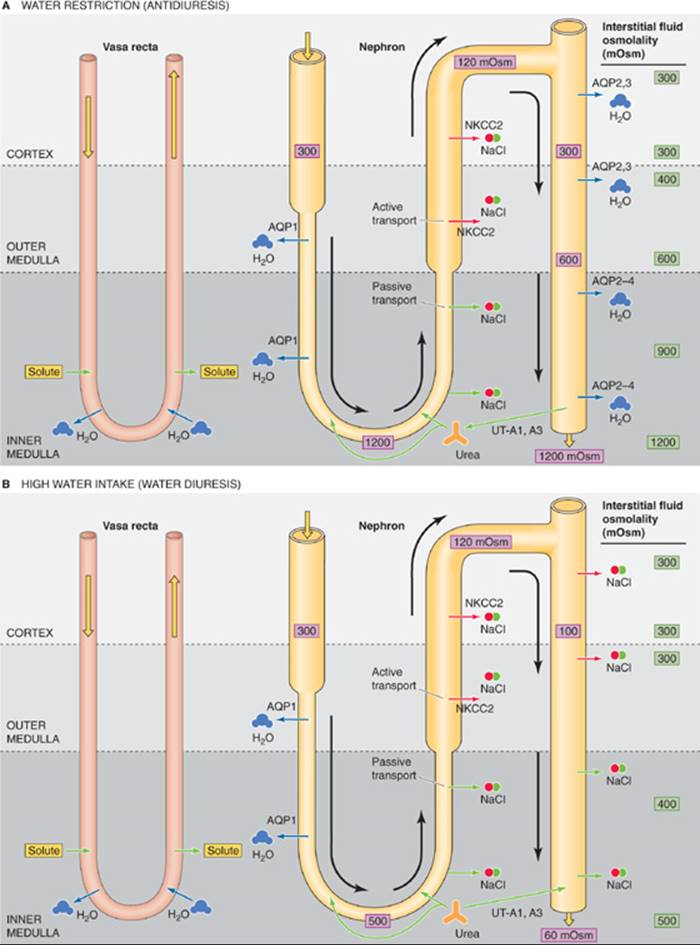 A WATER RESTRICTION (ANTIDIURESIS)
Vasa recta
Nephron
Interstitial fluid
osmolality
(mOsm)
120 mOsm
300
AQP2,3
H2O
NKCC2
NaCl
300
300
300
CORTEX
AQP2,3
400
H2O
NaCl
Active
transport
NKCC2
AQP1
H2O
OUTER
MEDULLA
600
600
Passive
transport
AQP2–4
H2O
NaCl
AQP1
H2O
900
Solute
Solute
NaCl
AQP2–4
H2O
H2O
H2O
UT-A1, A3
INNER
MEDULLA
1200
Urea
1200 mOsm
1200
B HIGH WATER INTAKE (WATER DIURESIS)
Vasa recta
Nephron
Interstitial fluid
osmolality
(mOsm)
120 mOsm
300
NaCl
NKCC2
NaCl
300
100
300
CORTEX
300
NaCl
NaCl
Active
transport
NKCC2
AQP1
H2O
OUTER
MEDULLA
Passive
transport
NaCl
NaCl
400
AQP1
H2O
Solute
Solute
NaCl
NaCl
H2O
H2O
UT-A1, A3
INNER
MEDULLA
500
Urea
60 mOsm
500